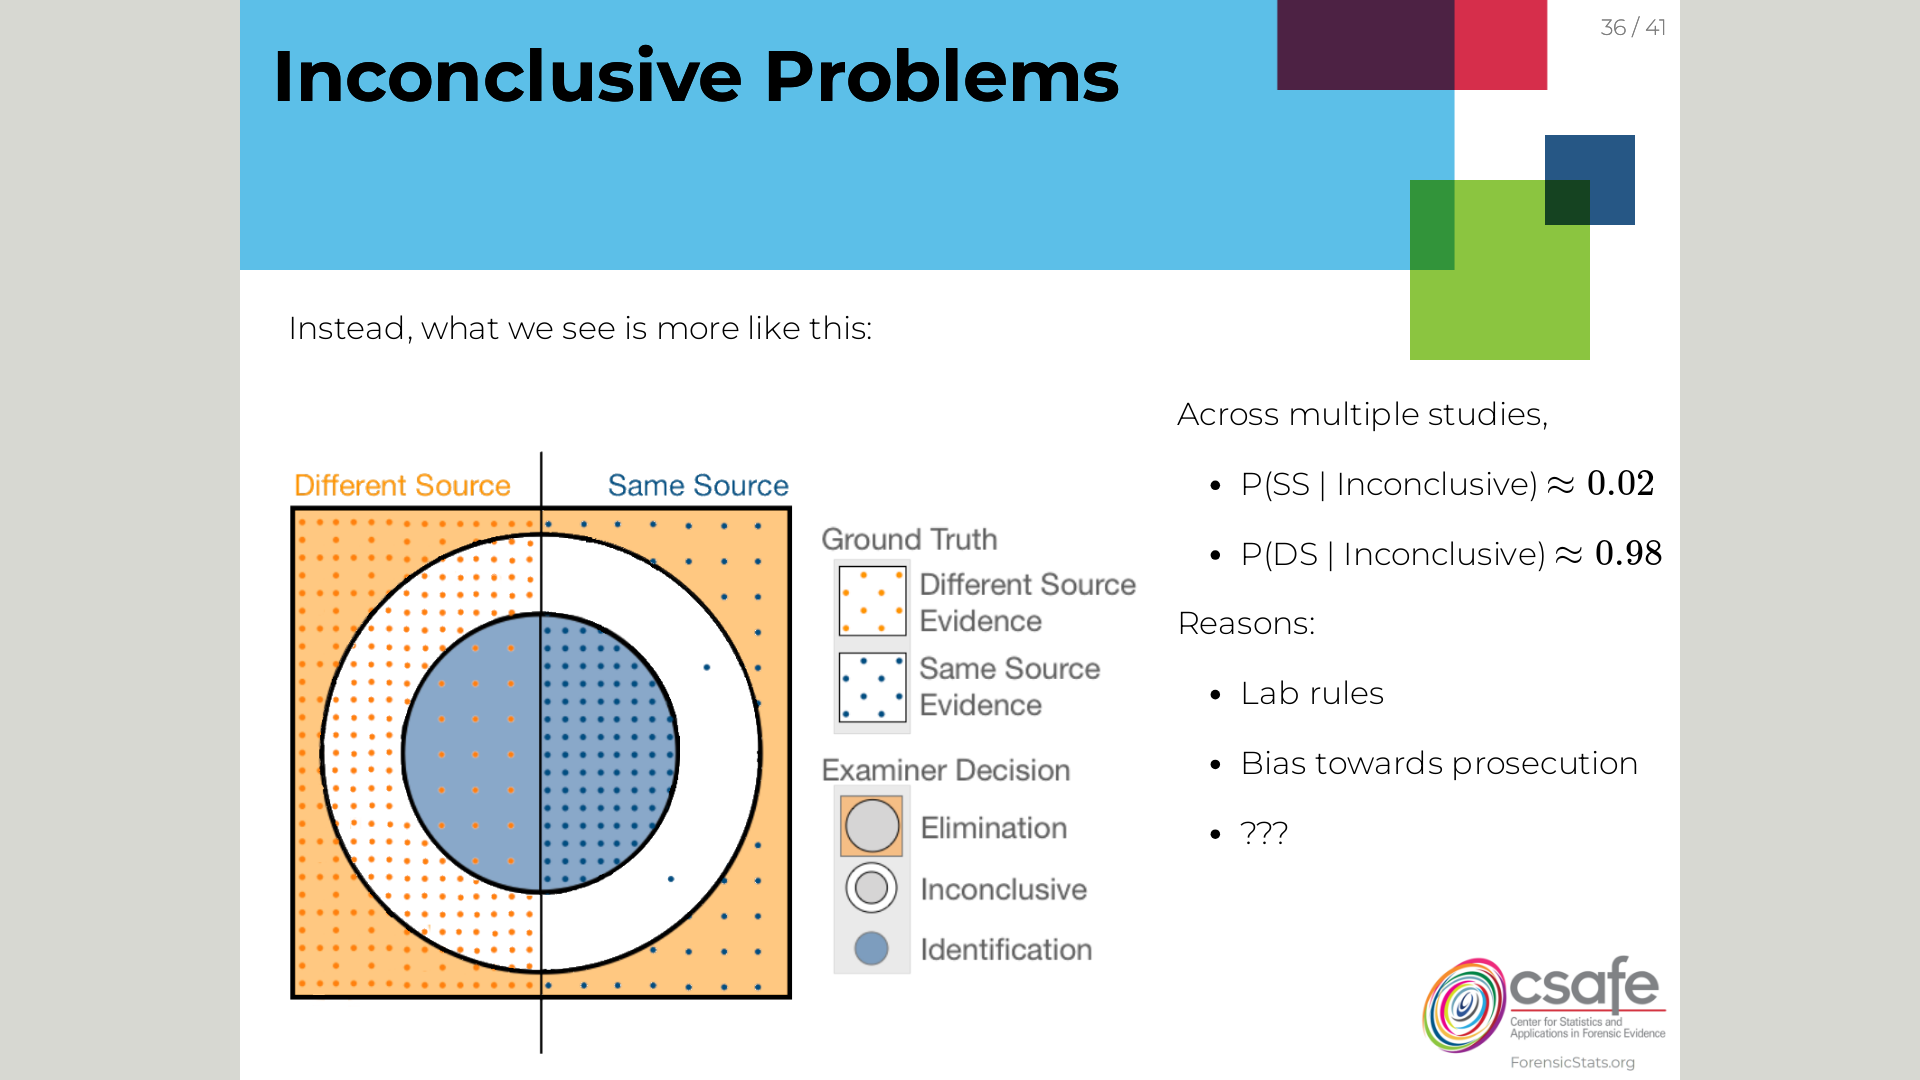 36 / 41
Inconclusive Problems
Instead, what we see is more like this:
Different Source
Same Source
Ground Truth
Different Source
Evidence
Same Source
Evidence
Examiner Decision
Elimination
Inconclusive
Identification
Across multiple studies,
• P(SS | Inconclusive) ≈ 0.02
• P(DS | Inconclusive) ≈ 0.98
Reasons:
• Lab rules
• Bias towards prosecution
• ???
csafe
Center for Statistics and
Applications in Forensic Evidence
ForensicStats.org